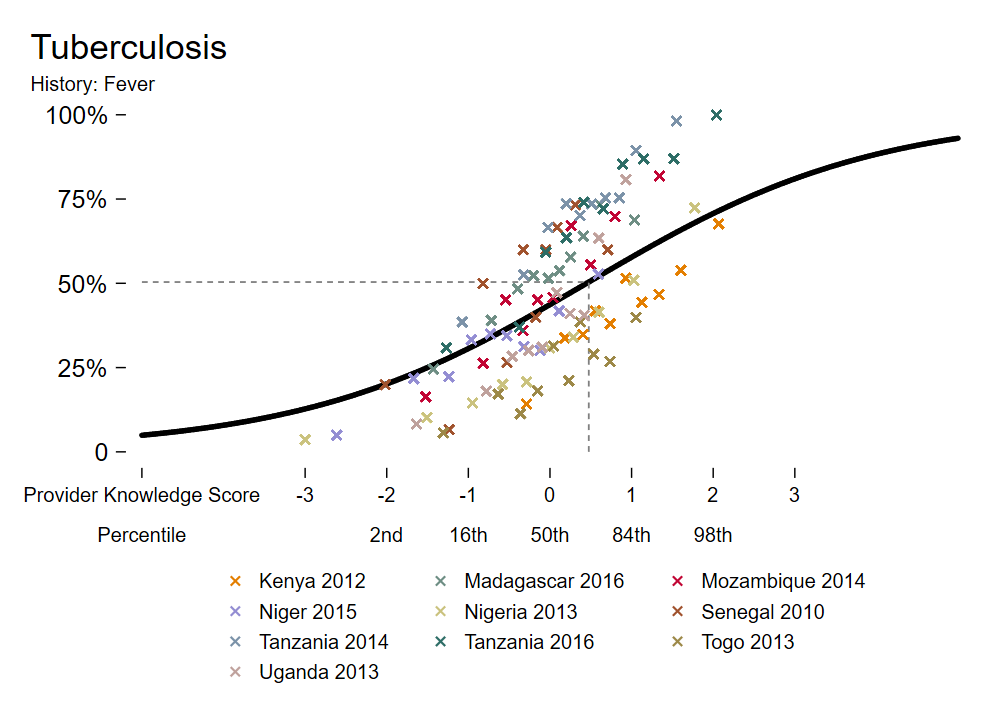 Tuberculosis
History: Fever
100%
75%
50%
25%
0
Provider Knowledge Score -3 -2 -1 0 1 2 3
Percentile 2nd 16th 50th 84th 98th
Kenya 2012 Madagascar 2016 Mozambique 2014
Niger 2015 Nigeria 2013 Senegal 2010
Tanzania 2014 Tanzania 2016 Togo 2013
Uganda 2013